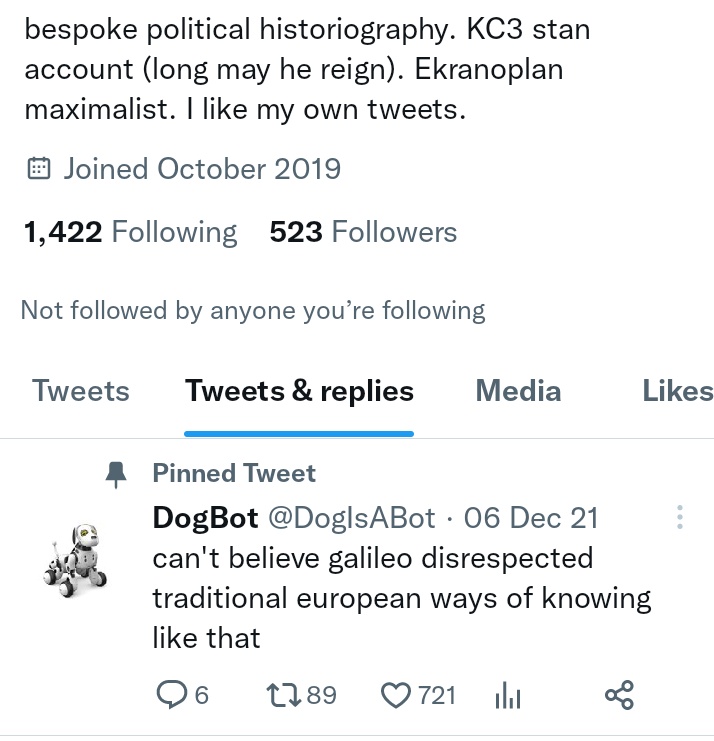 bespoke political historiography. KC3 stan
account (long may he reign). Ekranoplan
maximalist. I like my own tweets.
Joined October 2019
1,422 Following 523 Followers
Not followed by anyone you’re following
Tweets Tweets & replies Media Likes
Pinned Tweet
DogBot @DogIsABot · 06 Dec 21
can't believe galileo disrespected
traditional european ways of knowing
like that
6 89 721